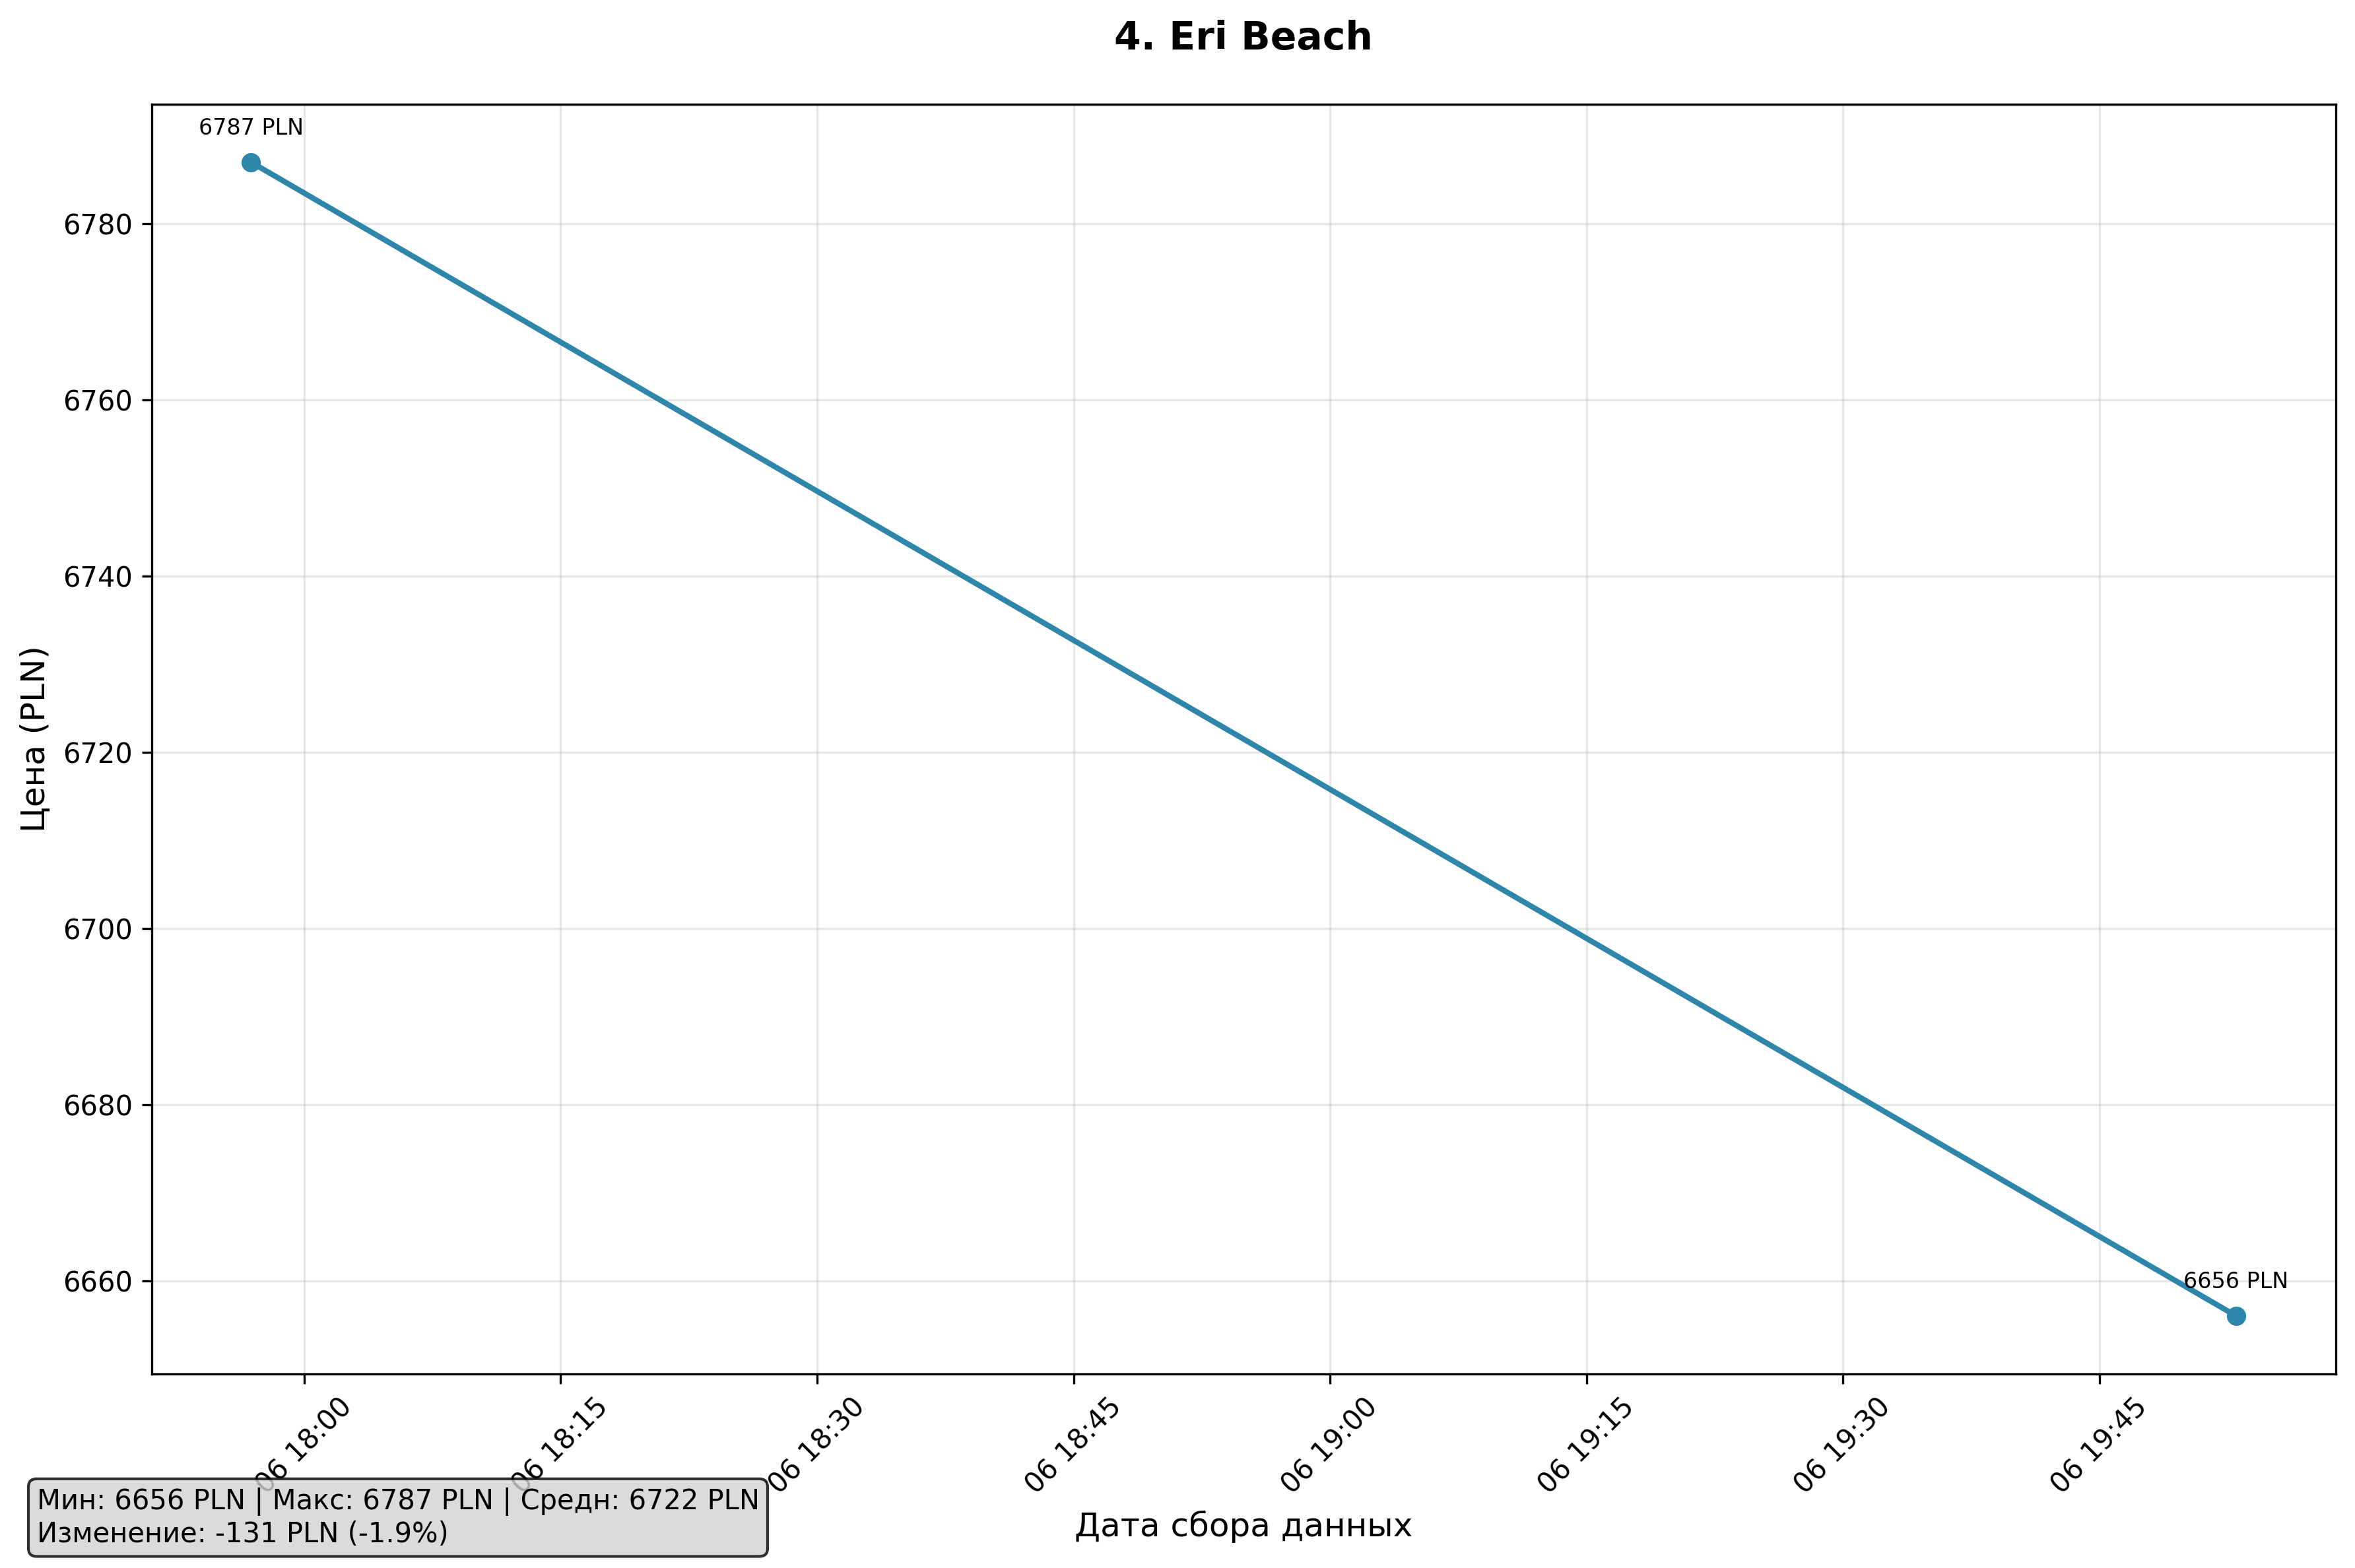 4. Eri Beach
6787 PLN
6780
6760
6740
6720
6700
6680
6660
Цена (PLN)
6656 PLN
06 18:00
06 18:15
06 18:30
06 18:45
06 19:00
06 19:15
06 19:30
06 19:45
Дата сбора данных
Мин: 6656 PLN | Макс: 6787 PLN | Средн: 6722 PLN
Изменение: -131 PLN (-1.9%)